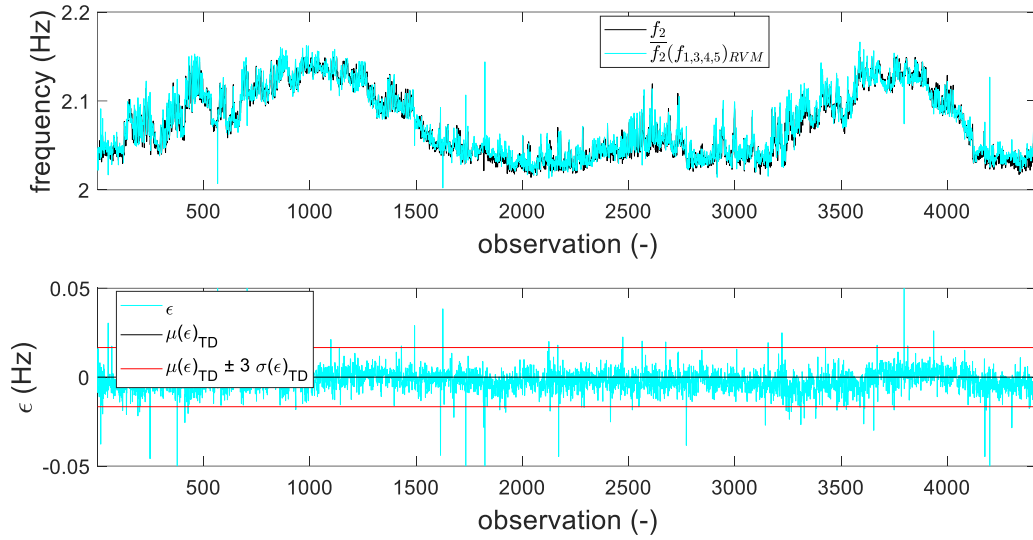 2.2
2.1
2
frequency (Hz)
f₂
f̅₂(f₁,₃,₄,₅)RVM
500 1000 1500 2000 2500 3000 3500 4000
observation (-)
0.05
0
-0.05
ϵ (Hz)
ϵ
μ(ϵ)TD
μ(ϵ)TD ± 3 σ(ϵ)TD
500 1000 1500 2000 2500 3000 3500 4000
observation (-)